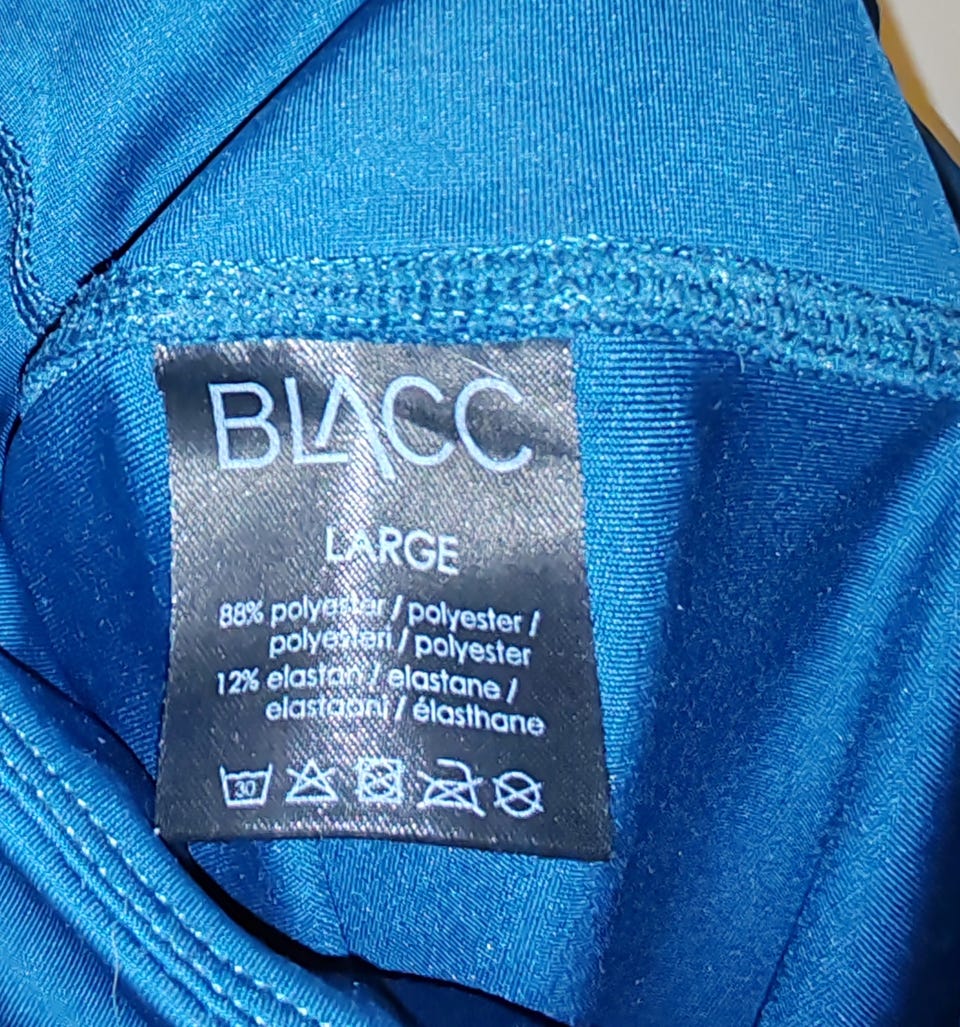 BLACC
LARGE
88% polyester / polyester /
polyesteri / polyester
12% elastan / elastane /
elastaani / élasthane
30